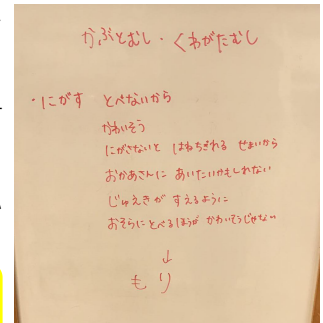 かぶとむし・くわがたむし
・にがす とべないから
かわいそう
にがさないと はねちぎれる せまいから
おかあさんに あいたいかもしれない
じゅえきが すえるように
おそらにとべるほうが かわいそうじゃない
↓
もり